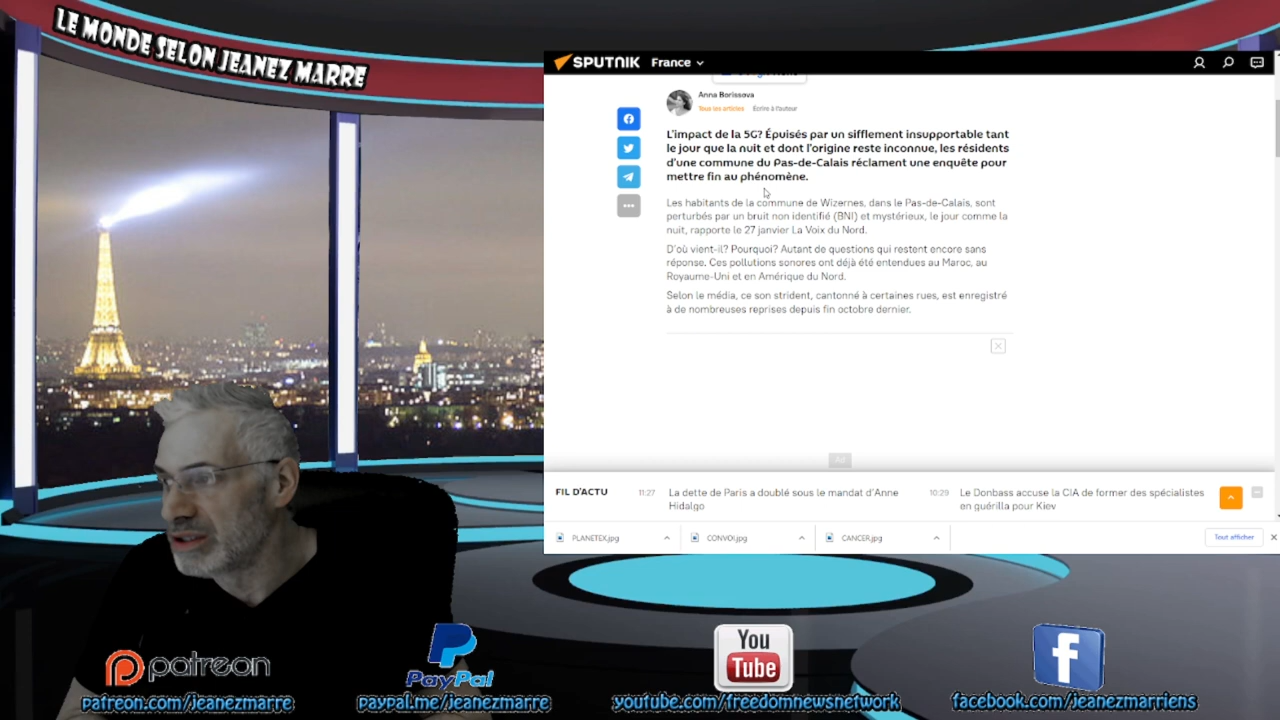 LE MONDE SELON JEANEZ MARRE
SPUTNIK France
Anna Borissova
Tous les articles Écrire à l'auteur
L'impact de la 5G? Épuisés par un sifflement insupportable tant
le jour que la nuit et dont l'origine reste inconnue, les résidents
d'une commune du Pas-de-Calais réclament une enquête pour
mettre fin au phénomène.
Les habitants de la commune de Wizernes, dans le Pas-de-Calais, sont
perturbés par un bruit non identifié (BNI) et mystérieux, le jour comme la
nuit, rapporte le 27 janvier La Voix du Nord.
D'où vient-il? Pourquoi? Autant de questions qui restent encore sans
réponse. Ces pollutions sonores ont déjà été entendues au Maroc, au
Royaume-Uni et en Amérique du Nord.
Selon le média, ce son strident, cantonné à certaines rues, est enregistré
à de nombreuses reprises depuis fin octobre dernier.
Ad
FIL D'ACTU
11:27 La dette de Paris a doublé sous le mandat d'Anne
Hidalgo
10:29 Le Donbass accuse la CIA de former des spécialistes
en guérilla pour Kiev
PLANETEX.jpg CONVOI.jpg CANCER.jpg Tout afficher
patreon
patreon.com/jeanezmarre
PayPal
paypal.me/jeanezmarre
You
Tube
youtube.com/freedomnewsnetwork
f
facebook.com/jeanezmarriens